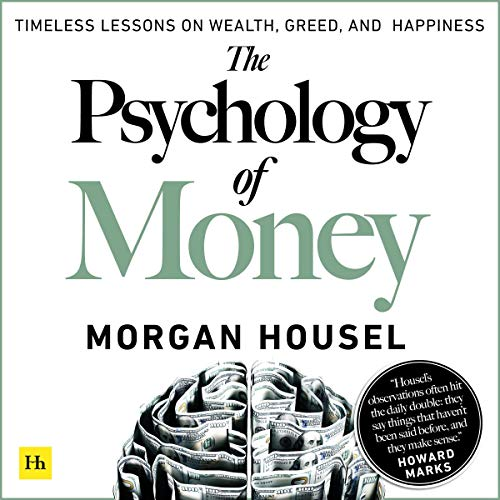 TIMELESS LESSONS ON WEALTH, GREED, AND HAPPINESS
The
Psychology
of
Money
MORGAN HOUSEL
"Housel's
observations often hit
the daily double: they
say things that haven't
been said before, and
they make sense."
HOWARD
MARKS
Hh